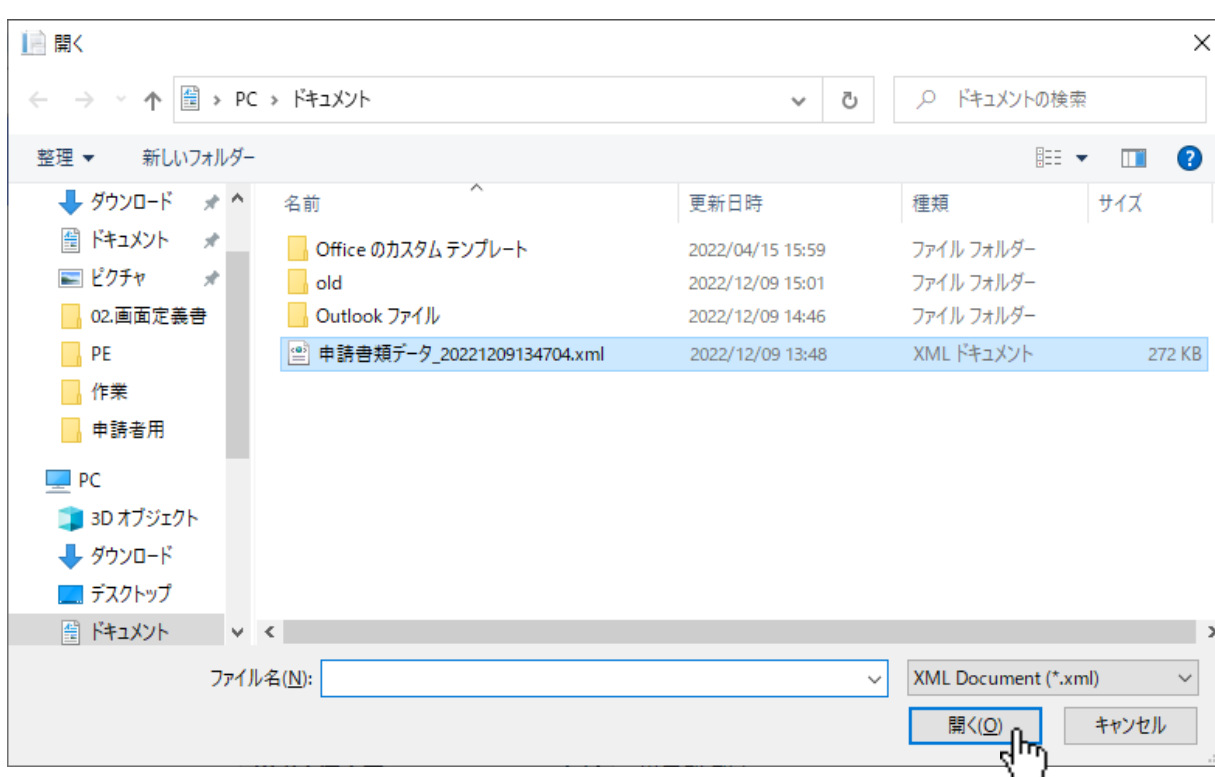 開く
PC › ドキュメント
ドキュメントの検索
整理 新しいフォルダー
ダウンロード
ドキュメント
ピクチャ
02.画面定義書
PE
作業
申請者用
PC
3D オブジェクト
ダウンロード
デスクトップ
ドキュメント
名前 更新日時 種類 サイズ
Office のカスタム テンプレート 2022/04/15 15:59 ファイル フォルダー
old 2022/12/09 15:01 ファイル フォルダー
Outlook ファイル 2022/12/09 14:46 ファイル フォルダー
申請書類データ_20221209134704.xml 2022/12/09 13:48 XML ドキュメント 272 KB
ファイル名(N):
XML Document (*.xml)
開く(O) キャンセル